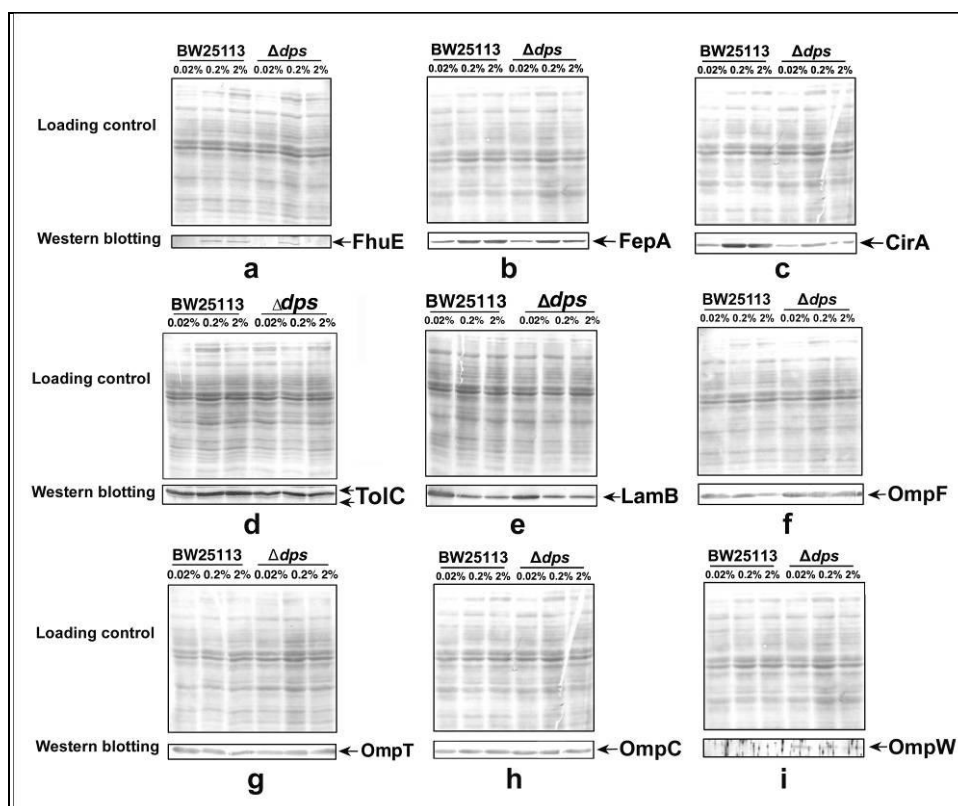 BW25113 Δdps BW25113 Δdps BW25113 Δdps
0.02% 0.2% 2% 0.02% 0.2% 2% 0.02% 0.2% 2% 0.02% 0.2% 2% 0.02% 0.2% 2% 0.02% 0.2% 2%
Loading control
Western blotting FhuE FepA CirA
a b c
BW25113 Δdps BW25113 Δdps BW25113 Δdps
0.02% 0.2% 2% 0.02% 0.2% 2% 0.02% 0.2% 2% 0.02% 0.2% 2% 0.02% 0.2% 2% 0.02% 0.2% 2%
Loading control
Western blotting TolC LamB OmpF
d e f
BW25113 Δdps BW25113 Δdps BW25113 Δdps
0.02% 0.2% 2% 0.02% 0.2% 2% 0.02% 0.2% 2% 0.02% 0.2% 2% 0.02% 0.2% 2% 0.02% 0.2% 2%
Loading control
Western blotting OmpT OmpC OmpW
g h i